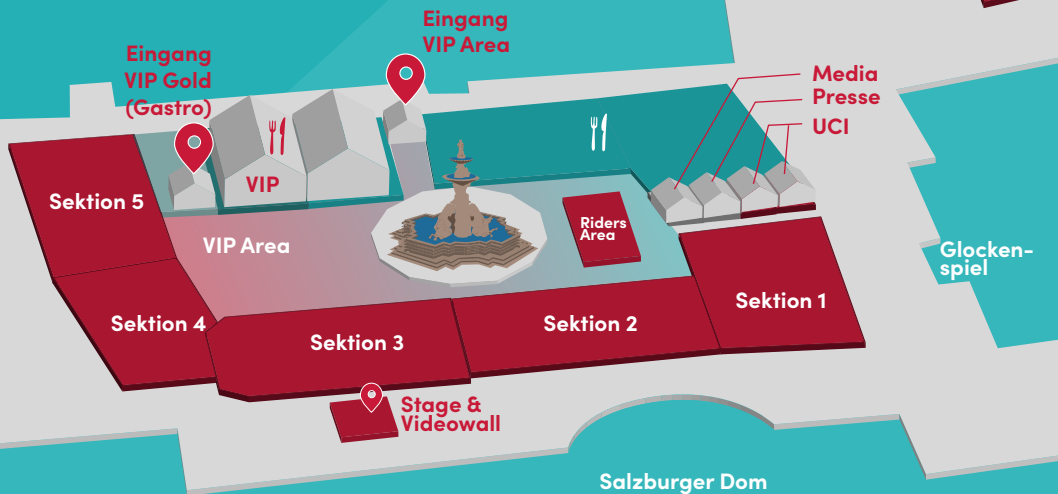 Eingang
VIP Area
Eingang
VIP Gold
(Gastro)
Media
Presse
UCI
VIP
Sektion 5
VIP Area
Riders
Area
Glocken-
spiel
Sektion 1
Sektion 2
Sektion 3
Sektion 4
Stage &
Videowall
Salzburger Dom